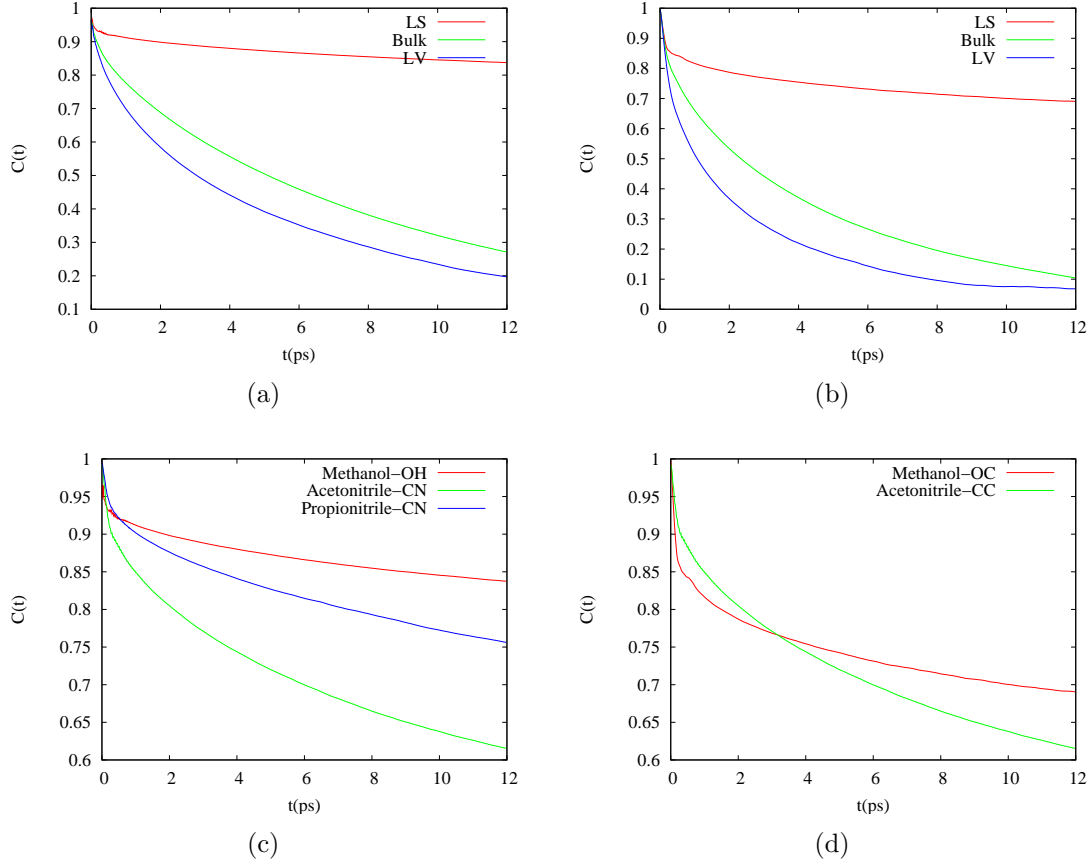 1
0.9
0.8
0.7
0.6
0.5
0.4
0.3
0.2
0.1
0 2 4 6 8 10 12
C(t)
t(ps)
LS
Bulk
LV
(a)
1
0.9
0.8
0.7
0.6
0.5
0.4
0.3
0.2
0.1
0
0 2 4 6 8 10 12
C(t)
t(ps)
LS
Bulk
LV
(b)
1
0.95
0.9
0.85
0.8
0.75
0.7
0.65
0.6
0 2 4 6 8 10 12
C(t)
t(ps)
Methanol−OH
Acetonitrile−CN
Propionitrile−CN
(c)
1
0.95
0.9
0.85
0.8
0.75
0.7
0.65
0.6
0 2 4 6 8 10 12
C(t)
t(ps)
Methanol−OC
Acetonitrile−CC
(d)